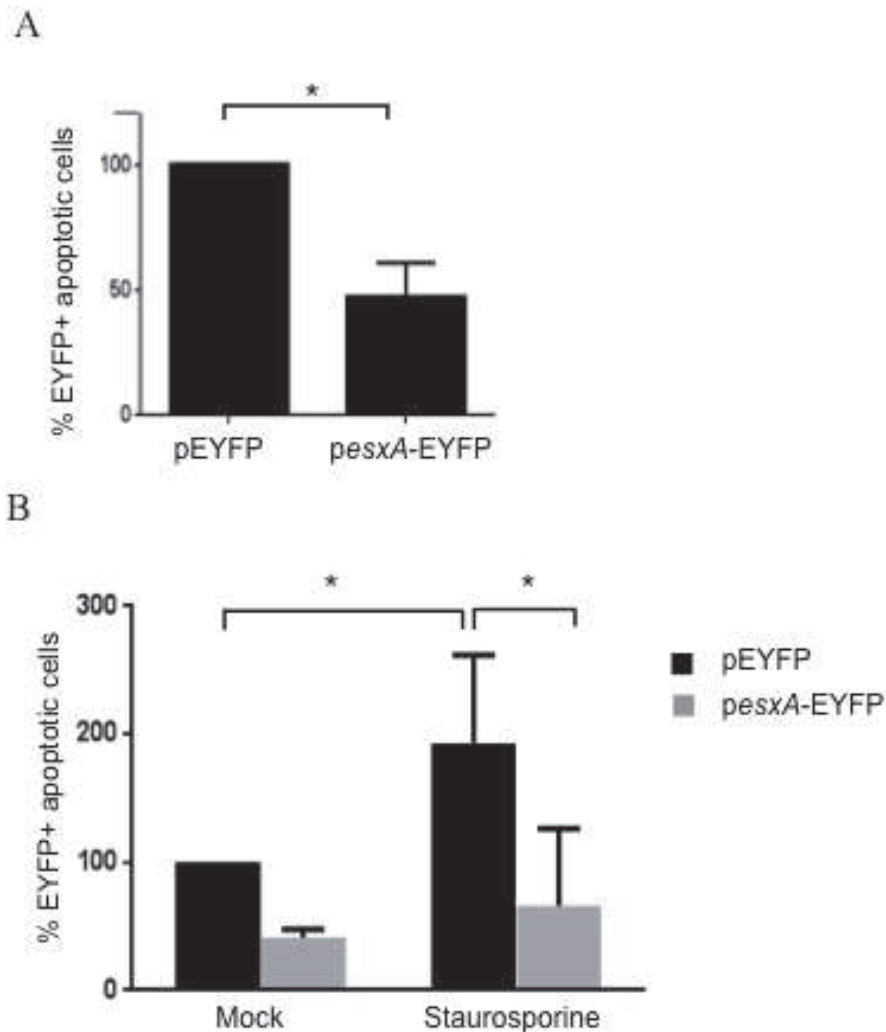 A
*
% EYFP+ apoptotic cells
100
50
0
pEYFP
pesxA-EYFP
B
*
*
% EYFP+ apoptotic cells
300
200
100
0
Mock
Staurosporine
pEYFP
pesxA-EYFP